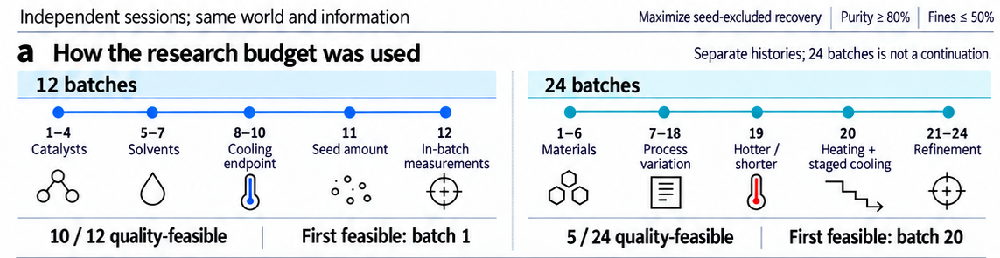 Independent sessions; same world and information
Maximize seed-excluded recovery | Purity ≥ 80% | Fines ≤ 50%
a How the research budget was used
Separate histories; 24 batches is not a continuation.
12 batches
1–4
Catalysts
5–7
Solvents
8–10
Cooling
endpoint
11
Seed amount
12
In-batch
measurements
10 / 12 quality-feasible
First feasible: batch 1
24 batches
1–6
Materials
7–18
Process
variation
19
Hotter /
shorter
20
Heating +
staged cooling
21–24
Refinement
5 / 24 quality-feasible
First feasible: batch 20